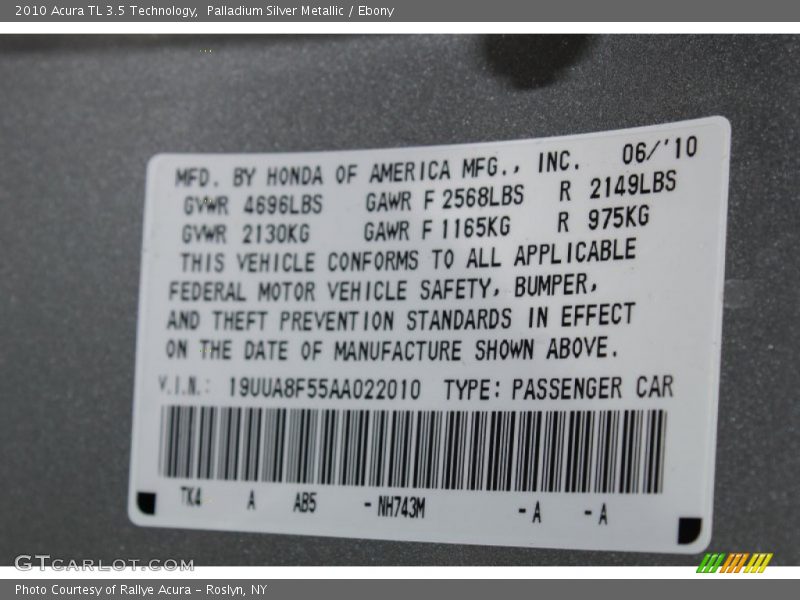 2010 Acura TL 3.5 Technology,  Palladium Silver Metallic / Ebony
MFD. BY HONDA OF AMERICA MFG., INC. 06/'10
GVWR 4696LBS GAWR F 2568LBS R 2149LBS
GVWR 2130KG GAWR F 1165KG R 975KG
THIS VEHICLE CONFORMS TO ALL APPLICABLE
FEDERAL MOTOR VEHICLE SAFETY, BUMPER,
AND THEFT PREVENTION STANDARDS IN EFFECT
ON THE DATE OF MANUFACTURE SHOWN ABOVE.
V.I.N.: 19UUA8F55AA022010 TYPE: PASSENGER CAR
TK4 A AB5 -NH743M -A -A
GTCARLOT.COM
Photo Courtesy of Rallye Acura – Roslyn, NY